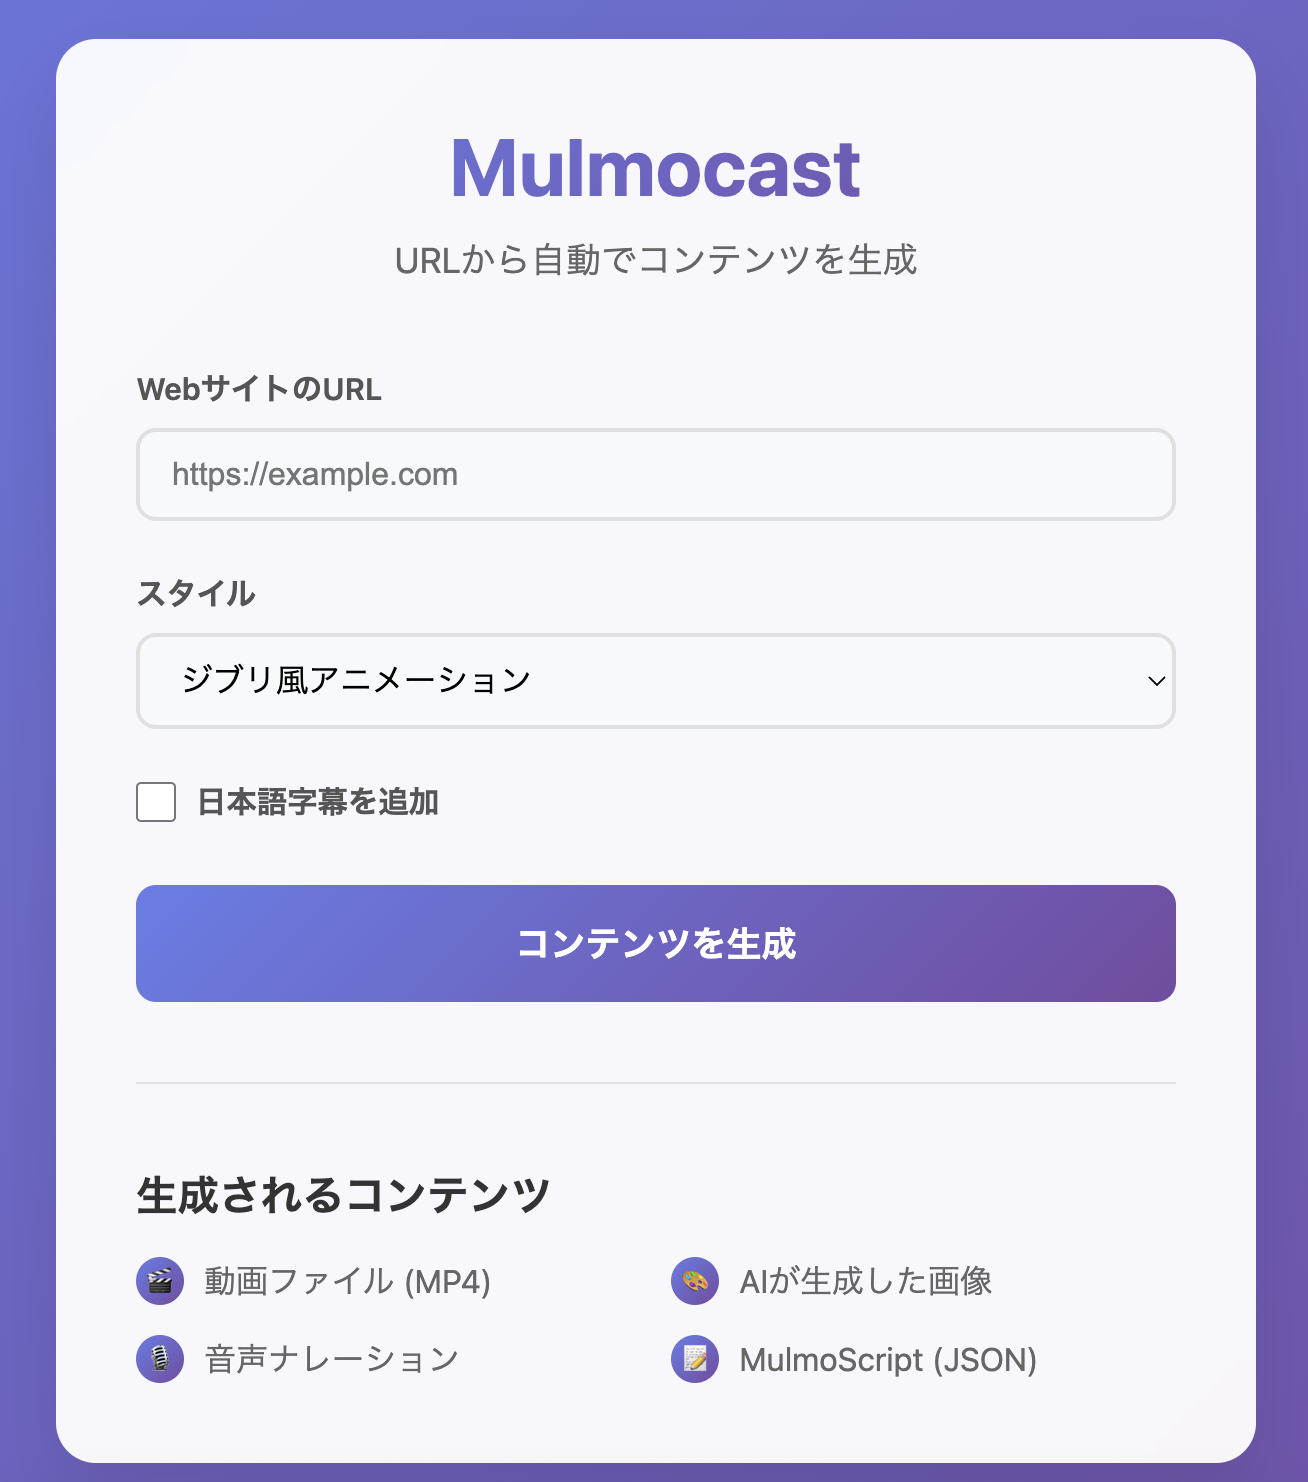 Mulmocast
URLから自動でコンテンツを生成
WebサイトのURL
https://example.com
スタイル
ジブリ風アニメーション
日本語字幕を追加
コンテンツを生成
生成されるコンテンツ
動画ファイル (MP4)
AIが生成した画像
音声ナレーション
MulmoScript (JSON)